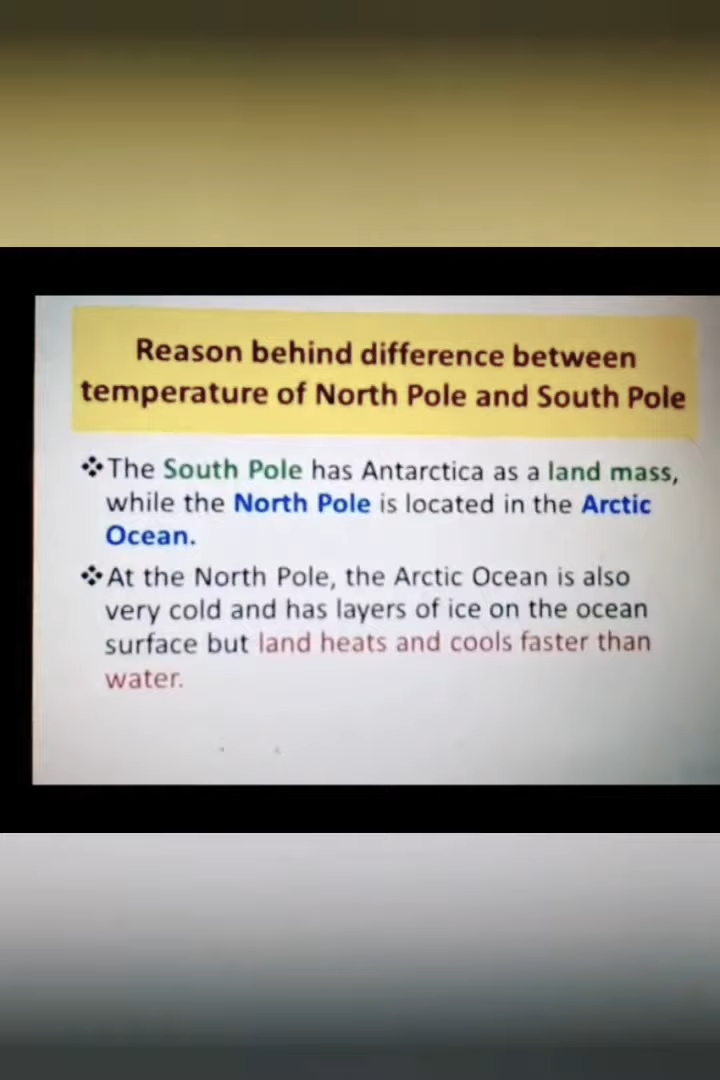 Reason behind difference between
temperature of North Pole and South Pole
❖The South Pole has Antarctica as a land mass,
while the North Pole is located in the Arctic
Ocean.
❖At the North Pole, the Arctic Ocean is also
very cold and has layers of ice on the ocean
surface but land heats and cools faster than
water.